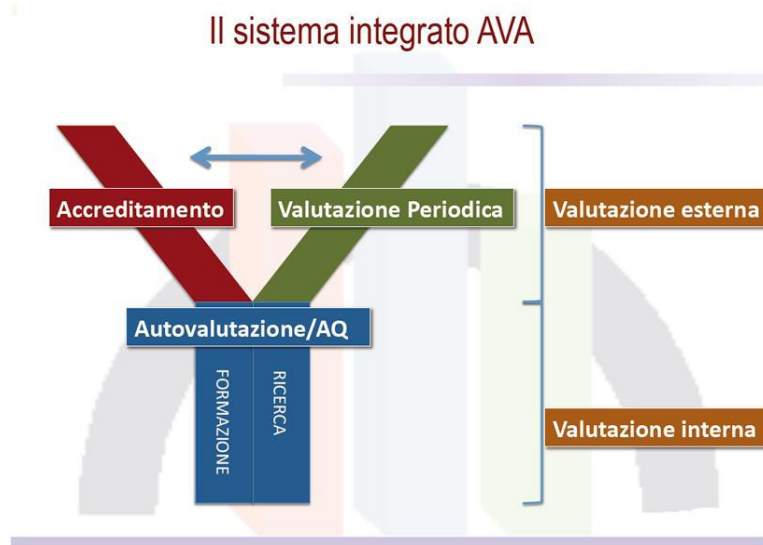 Il sistema integrato AVA
Accreditamento
Valutazione Periodica
Valutazione esterna
Autovalutazione/AQ
FORMAZIONE
RICERCA
Valutazione interna